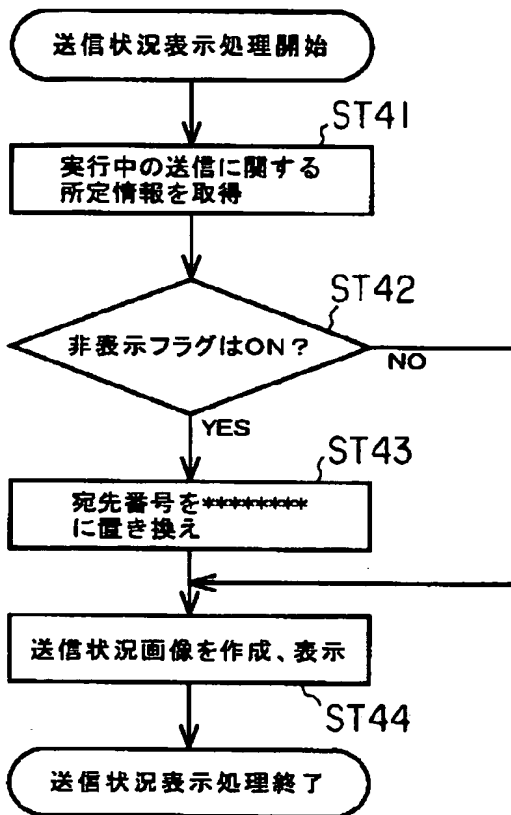 送信状況表示処理開始
ST41
実行中の送信に関する
所定情報を取得
ST42
非表示フラグはON?
NO
YES
ST43
宛先番号を********
に置き換え
送信状況画像を作成、表示
ST44
送信状況表示処理終了